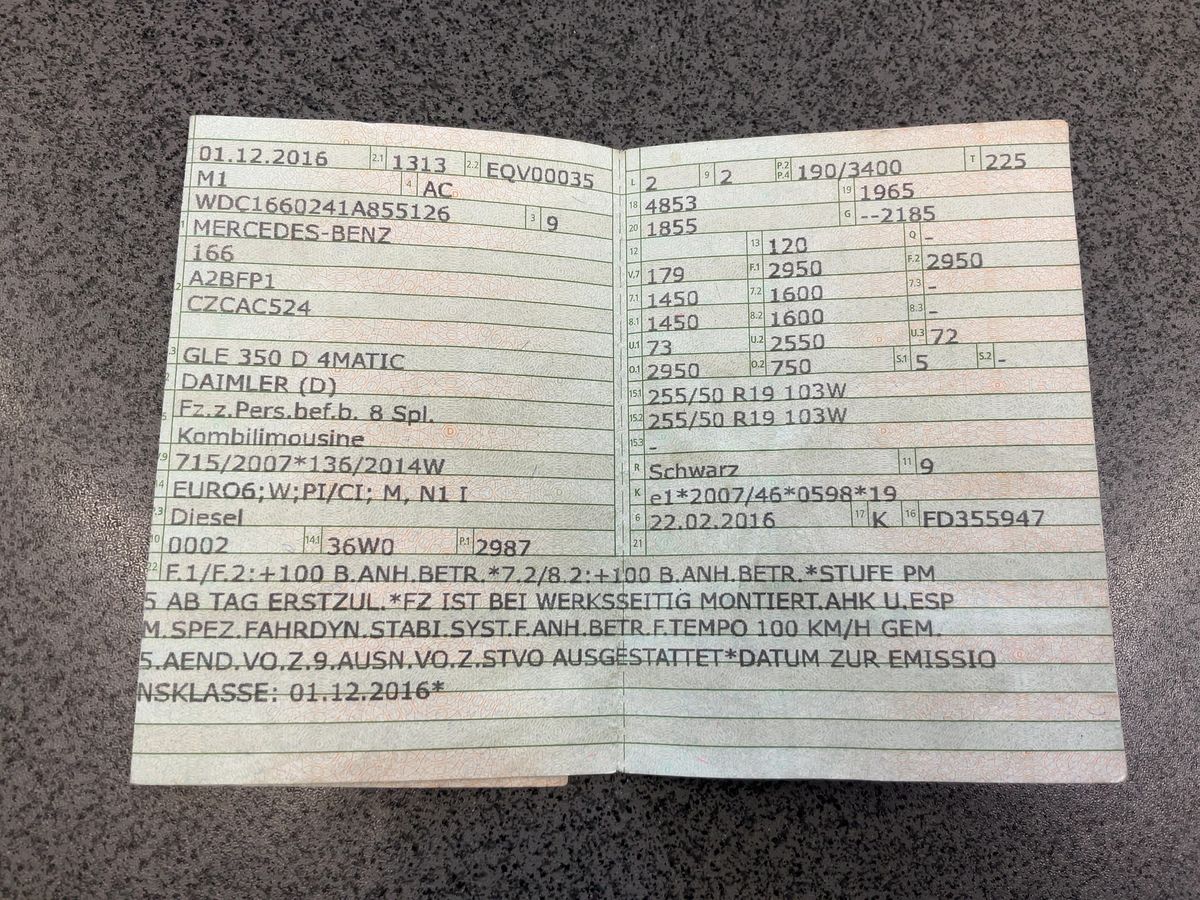 01.12.2016 2.1 1313 2.2 EQV00035
M1 4 AC
WDC1660241A855126 3 9
MERCEDES-BENZ
166
2 A2BFP1
CZCAC524
.3 GLE 350 D 4MATIC
DAIMLER (D)
5 Fz.z.Pers.bef.b. 8 Spl.
Kombilimousine
.9 715/2007*136/2014W
14 EURO6;W;PI/CI; M, N1 I
.3 Diesel
10 0002 14.1 36W0 P.1 2987
L 2 9 2 P.2 P.4 190/3400 T 225
18 4853 19 1965
20 1855 G --2185
12 13 120 Q -
V.7 179 F.1 2950 F.2 2950
7.1 1450 7.2 1600 7.3 -
8.1 1450 8.2 1600 8.3 -
U.1 73 U.2 2550 U.3 72
O.1 2950 O.2 750 S.1 5 S.2 -
15.1 255/50 R19 103W
15.2 255/50 R19 103W
15.3 -
R Schwarz 11 9
K e1*2007/46*0598*19
6 22.02.2016 17 K 16 FD355947
21
22 F.1/F.2:+100 B.ANH.BETR.*7.2/8.2:+100 B.ANH.BETR.*STUFE PM
5 AB TAG ERSTZUL.*FZ IST BEI WERKSSEITIG MONTIERT.AHK U.ESP
M.SPEZ.FAHRDYN.STABI.SYST.F.ANH.BETR.F.TEMPO 100 KM/H GEM.
5.AEND.VO.Z.9.AUSN.VO.Z.STVO AUSGESTATTET*DATUM ZUR EMISSIO
NSKLASSE: 01.12.2016*